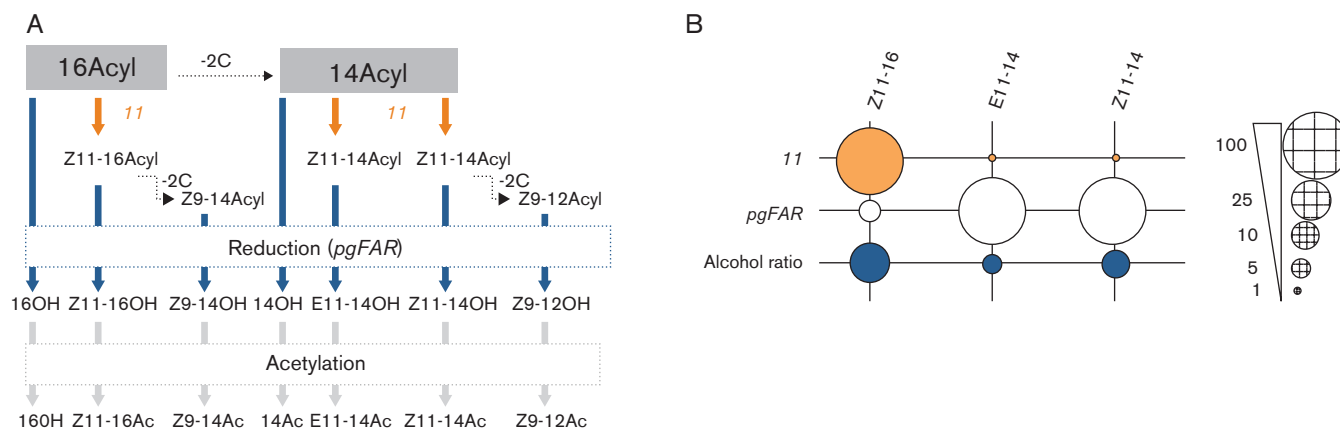 A
16Acyl
-2C
14Acyl
11
11
Z11-16Acyl
Z11-14Acyl
Z11-14Acyl
-2C
-2C
Z9-14Acyl
Z9-12Acyl
Reduction (pgFAR)
16OH Z11-16OH Z9-14OH 14OH E11-14OH Z11-14OH Z9-12OH
Acetylation
160H Z11-16Ac Z9-14Ac 14Ac E11-14Ac Z11-14Ac Z9-12Ac
B
Z11-16
E11-14
Z11-14
11
pgFAR
Alcohol ratio
100
25
10
5
1